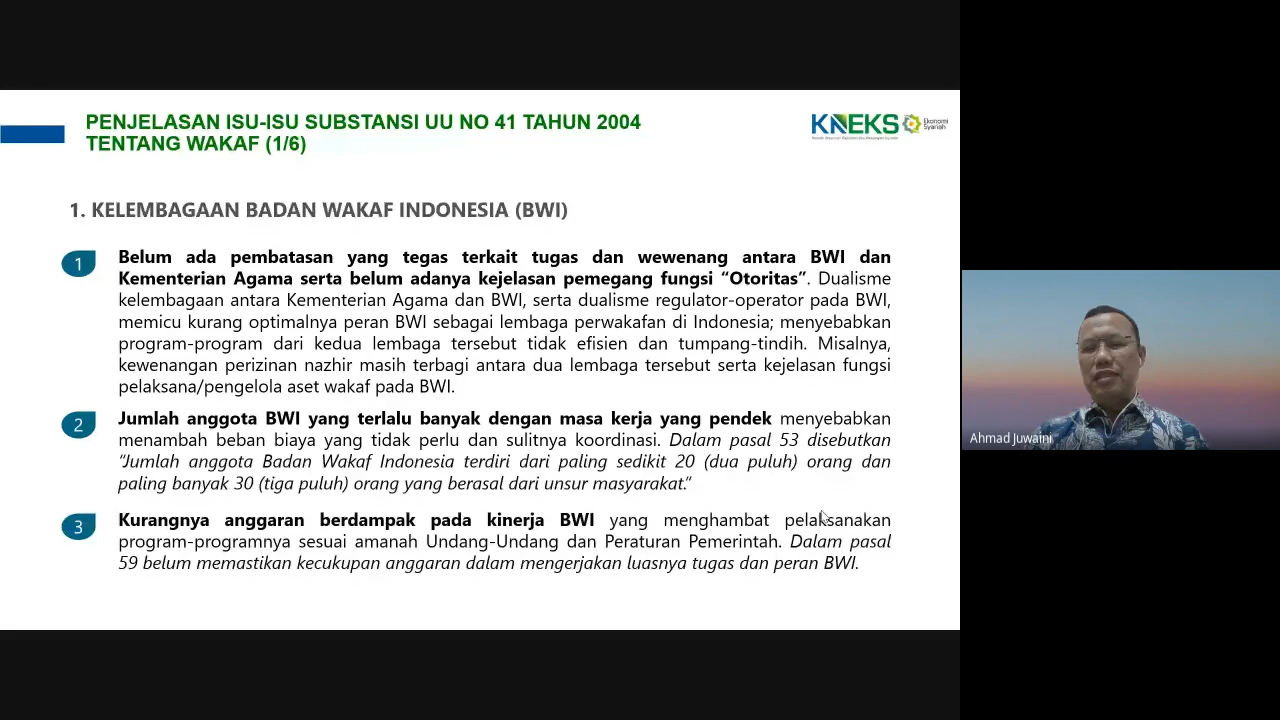 PENJELASAN ISU-ISU SUBSTANSI UU NO 41 TAHUN 2004
TENTANG WAKAF (1/6)
KNEKS
Ekonomi
Syariah
1. KELEMBAGAAN BADAN WAKAF INDONESIA (BWI)
1
Belum ada pembatasan yang tegas terkait tugas dan wewenang antara BWI dan
Kementerian Agama serta belum adanya kejelasan pemegang fungsi “Otoritas”. Dualisme
kelembagaan antara Kementerian Agama dan BWI, serta dualisme regulator-operator pada BWI,
memicu kurang optimalnya peran BWI sebagai lembaga perwakafan di Indonesia; menyebabkan
program-program dari kedua lembaga tersebut tidak efisien dan tumpang-tindih. Misalnya,
kewenangan perizinan nazhir masih terbagi antara dua lembaga tersebut serta kejelasan fungsi
pelaksana/pengelola aset wakaf pada BWI.
2
Jumlah anggota BWI yang terlalu banyak dengan masa kerja yang pendek menyebabkan
menambah beban biaya yang tidak perlu dan sulitnya koordinasi. Dalam pasal 53 disebutkan
“Jumlah anggota Badan Wakaf Indonesia terdiri dari paling sedikit 20 (dua puluh) orang dan
paling banyak 30 (tiga puluh) orang yang berasal dari unsur masyarakat.”
3
Kurangnya anggaran berdampak pada kinerja BWI yang menghambat pelaksanakan
program-programnya sesuai amanah Undang-Undang dan Peraturan Pemerintah. Dalam pasal
59 belum memastikan kecukupan anggaran dalam mengerjakan luasnya tugas dan peran BWI.
Ahmad Juwaini